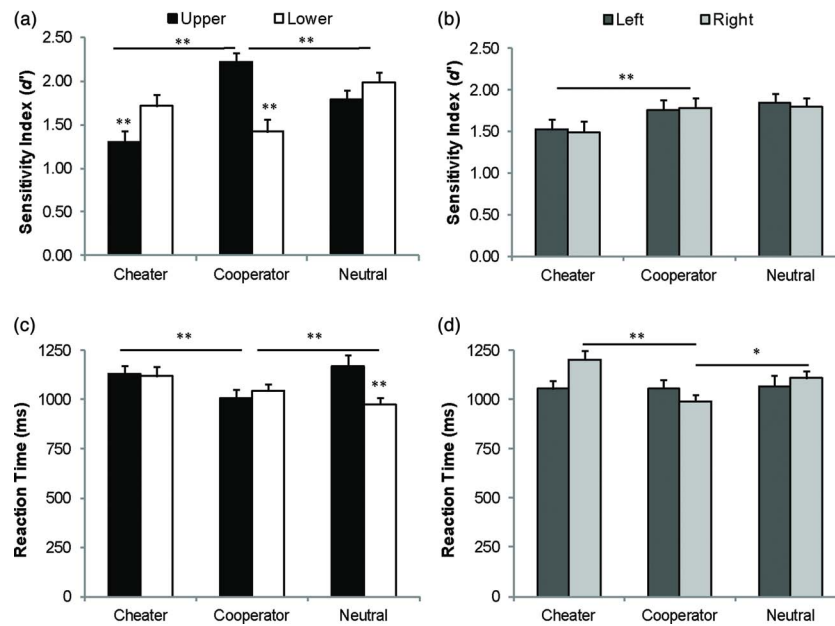 (a)
Upper Lower
Sensitivity Index (d')
2.50
2.00
1.50
1.00
0.50
0.00
**
**
**
**
Cheater Cooperator Neutral
(b)
Left Right
Sensitivity Index (d')
2.50
2.00
1.50
1.00
0.50
0.00
**
Cheater Cooperator Neutral
(c)
Reaction Time (ms)
1250
1000
750
500
250
0
** **
**
Cheater Cooperator Neutral
(d)
Reaction Time (ms)
1250
1000
750
500
250
0
**
*
Cheater Cooperator Neutral